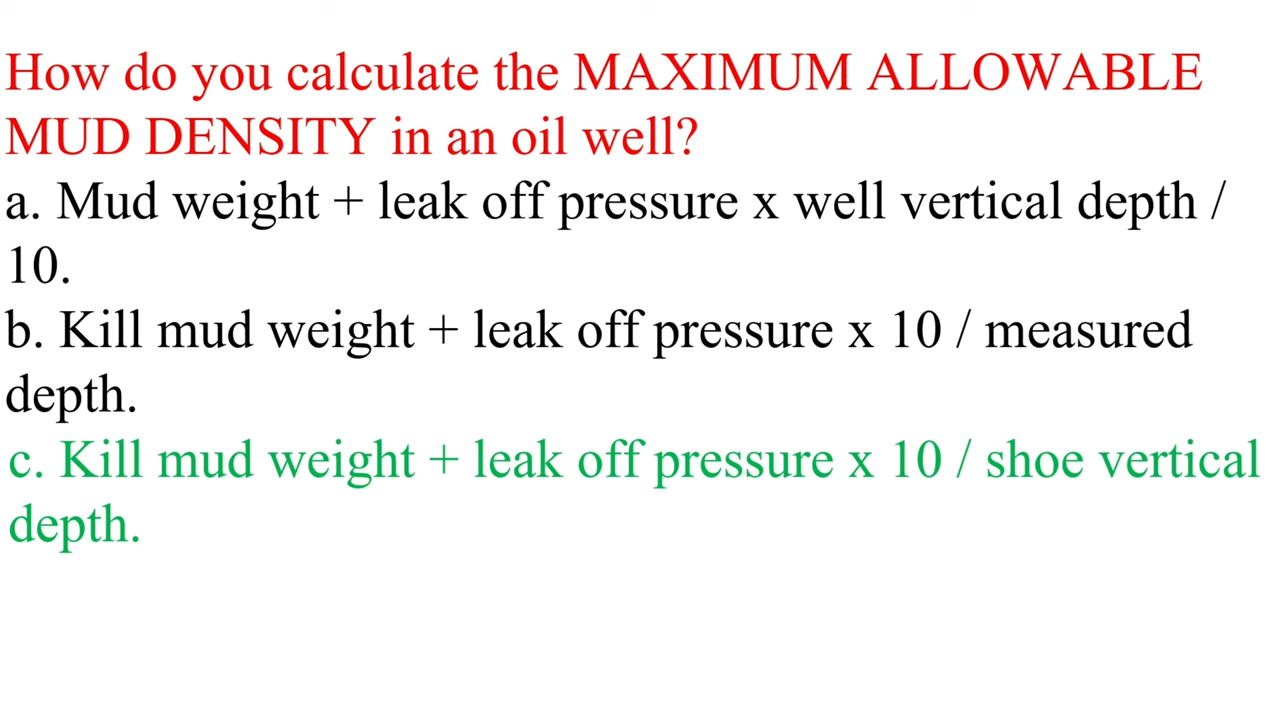 How do you calculate the MAXIMUM ALLOWABLE
MUD DENSITY in an oil well?
a. Mud weight + leak off pressure x well vertical depth /
10.
b. Kill mud weight + leak off pressure x 10 / measured
depth.
c. Kill mud weight + leak off pressure x 10 / shoe vertical
depth.